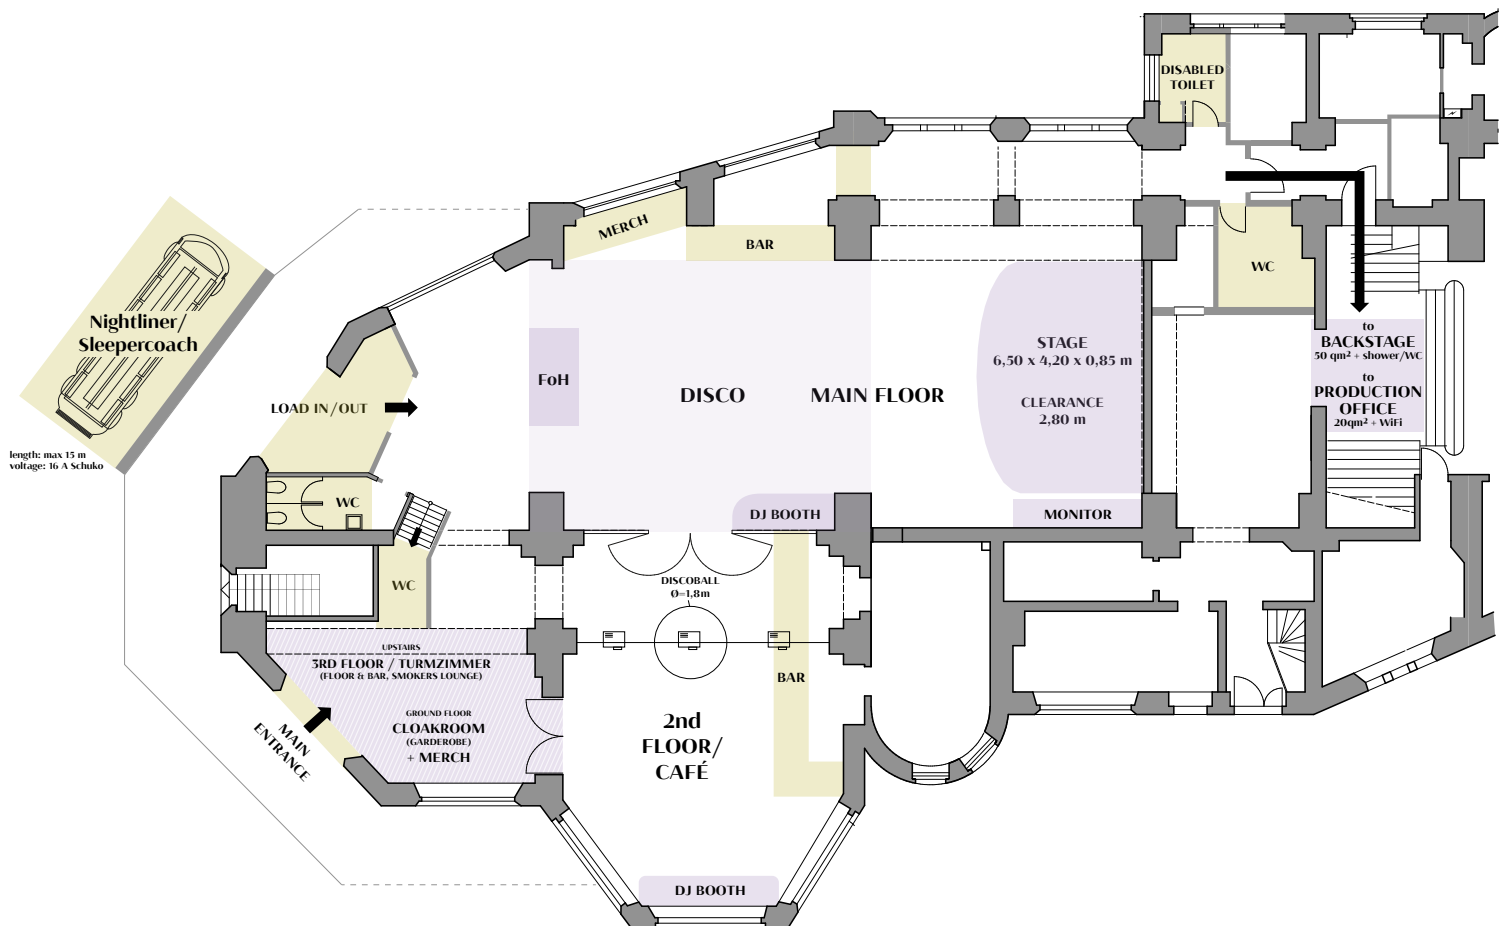 DISABLED
TOILET
MERCH
BAR
WC
Nightliner/
Sleepercoach
length: max 15 m
voltage: 16 A Schuko
LOAD IN/OUT
FoH
DISCO
MAIN FLOOR
STAGE
6,50 x 4,20 x 0,85 m
CLEARANCE
2,80 m
to
BACKSTAGE
50 qm² + shower/WC
to
PRODUCTION
OFFICE
20qm² + WiFi
WC
DJ BOOTH
MONITOR
WC
DISCOBALL
Ø=1,8m
UPSTAIRS
3RD FLOOR / TURMZIMMER
(FLOOR & BAR, SMOKERS LOUNGE)
GROUND FLOOR
CLOAKROOM
(GARDEROBE)
+ MERCH
MAIN
ENTRANCE
BAR
2nd
FLOOR/
CAFÉ
DJ BOOTH